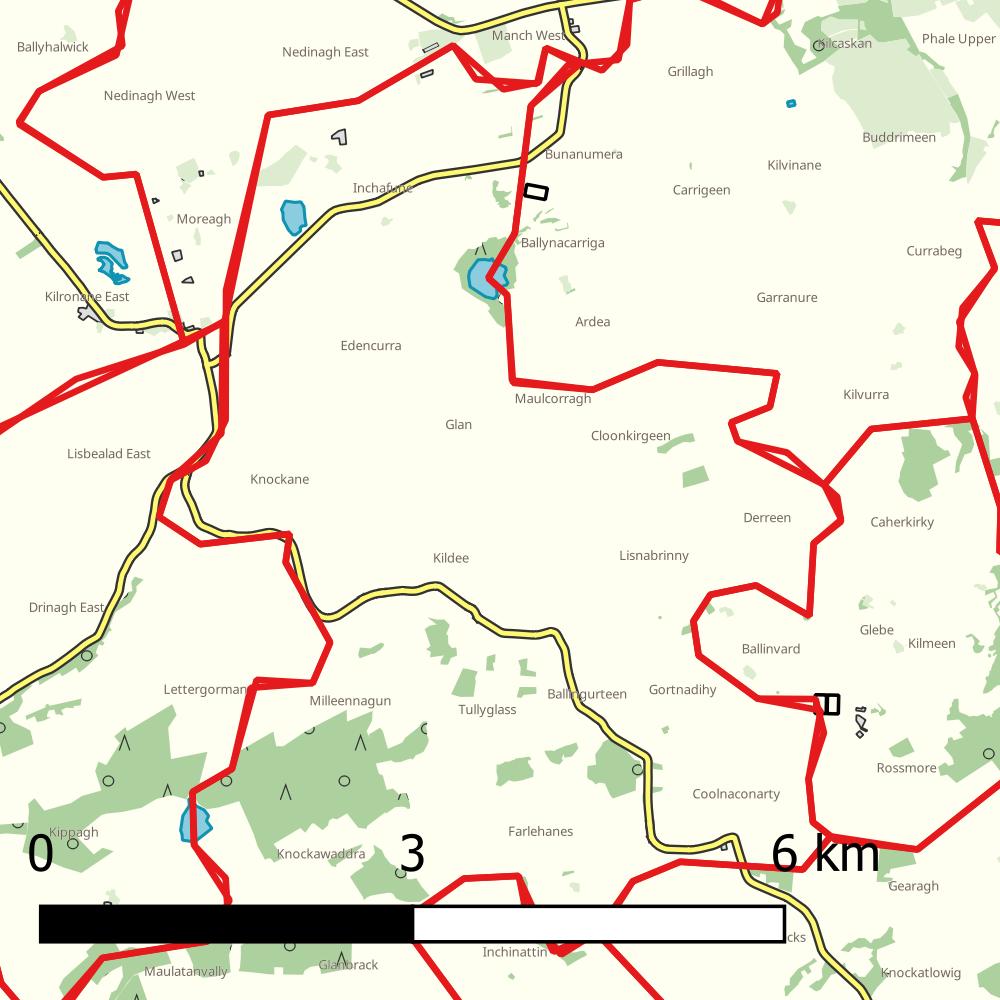 Manch West
Phale Upper
Kilcaskan
Ballyhalwick
Nedinagh East
Grillagh
Nedinagh West
Buddrimeen
Bunanumera
Kilvinane
Inchafune
Carrigeen
Moreagh
Ballynacarriga
Currabeg
Kilronane East
Garranure
Ardea
Edencurra
Kilvurra
Maulcorragh
Glan
Cloonkirgeen
Lisbealad East
Knockane
Derreen
Caherkirky
Kildee
Lisnabrinny
Drinagh East
Glebe
Kilmeen
Ballinvard
Lettergorman
Gortnadihy
Ballingurteen
Milleennagun
Tullyglass
Rossmore
Coolnaconarty
Kippagh
Farlehanes
Knockawaddra
0 3 6 km
Gearagh
cks
Inchinattin
Glanbrack
Maulatanvally
Knockatlowig